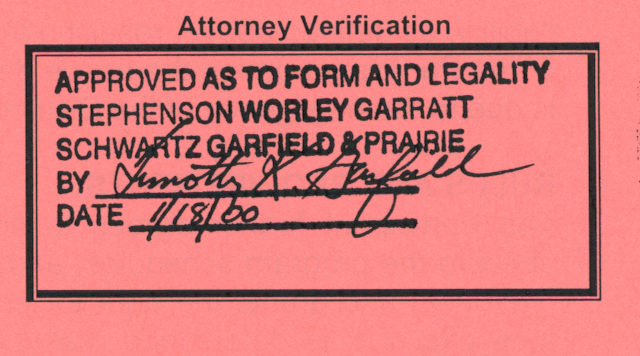 Attorney Verification
APPROVED AS TO FORM AND LEGALITY
STEPHENSON WORLEY GARRATT
SCHWARTZ GARFIELD & PRAIRIE
BY Timothy K. Garfield
DATE 1/18/00